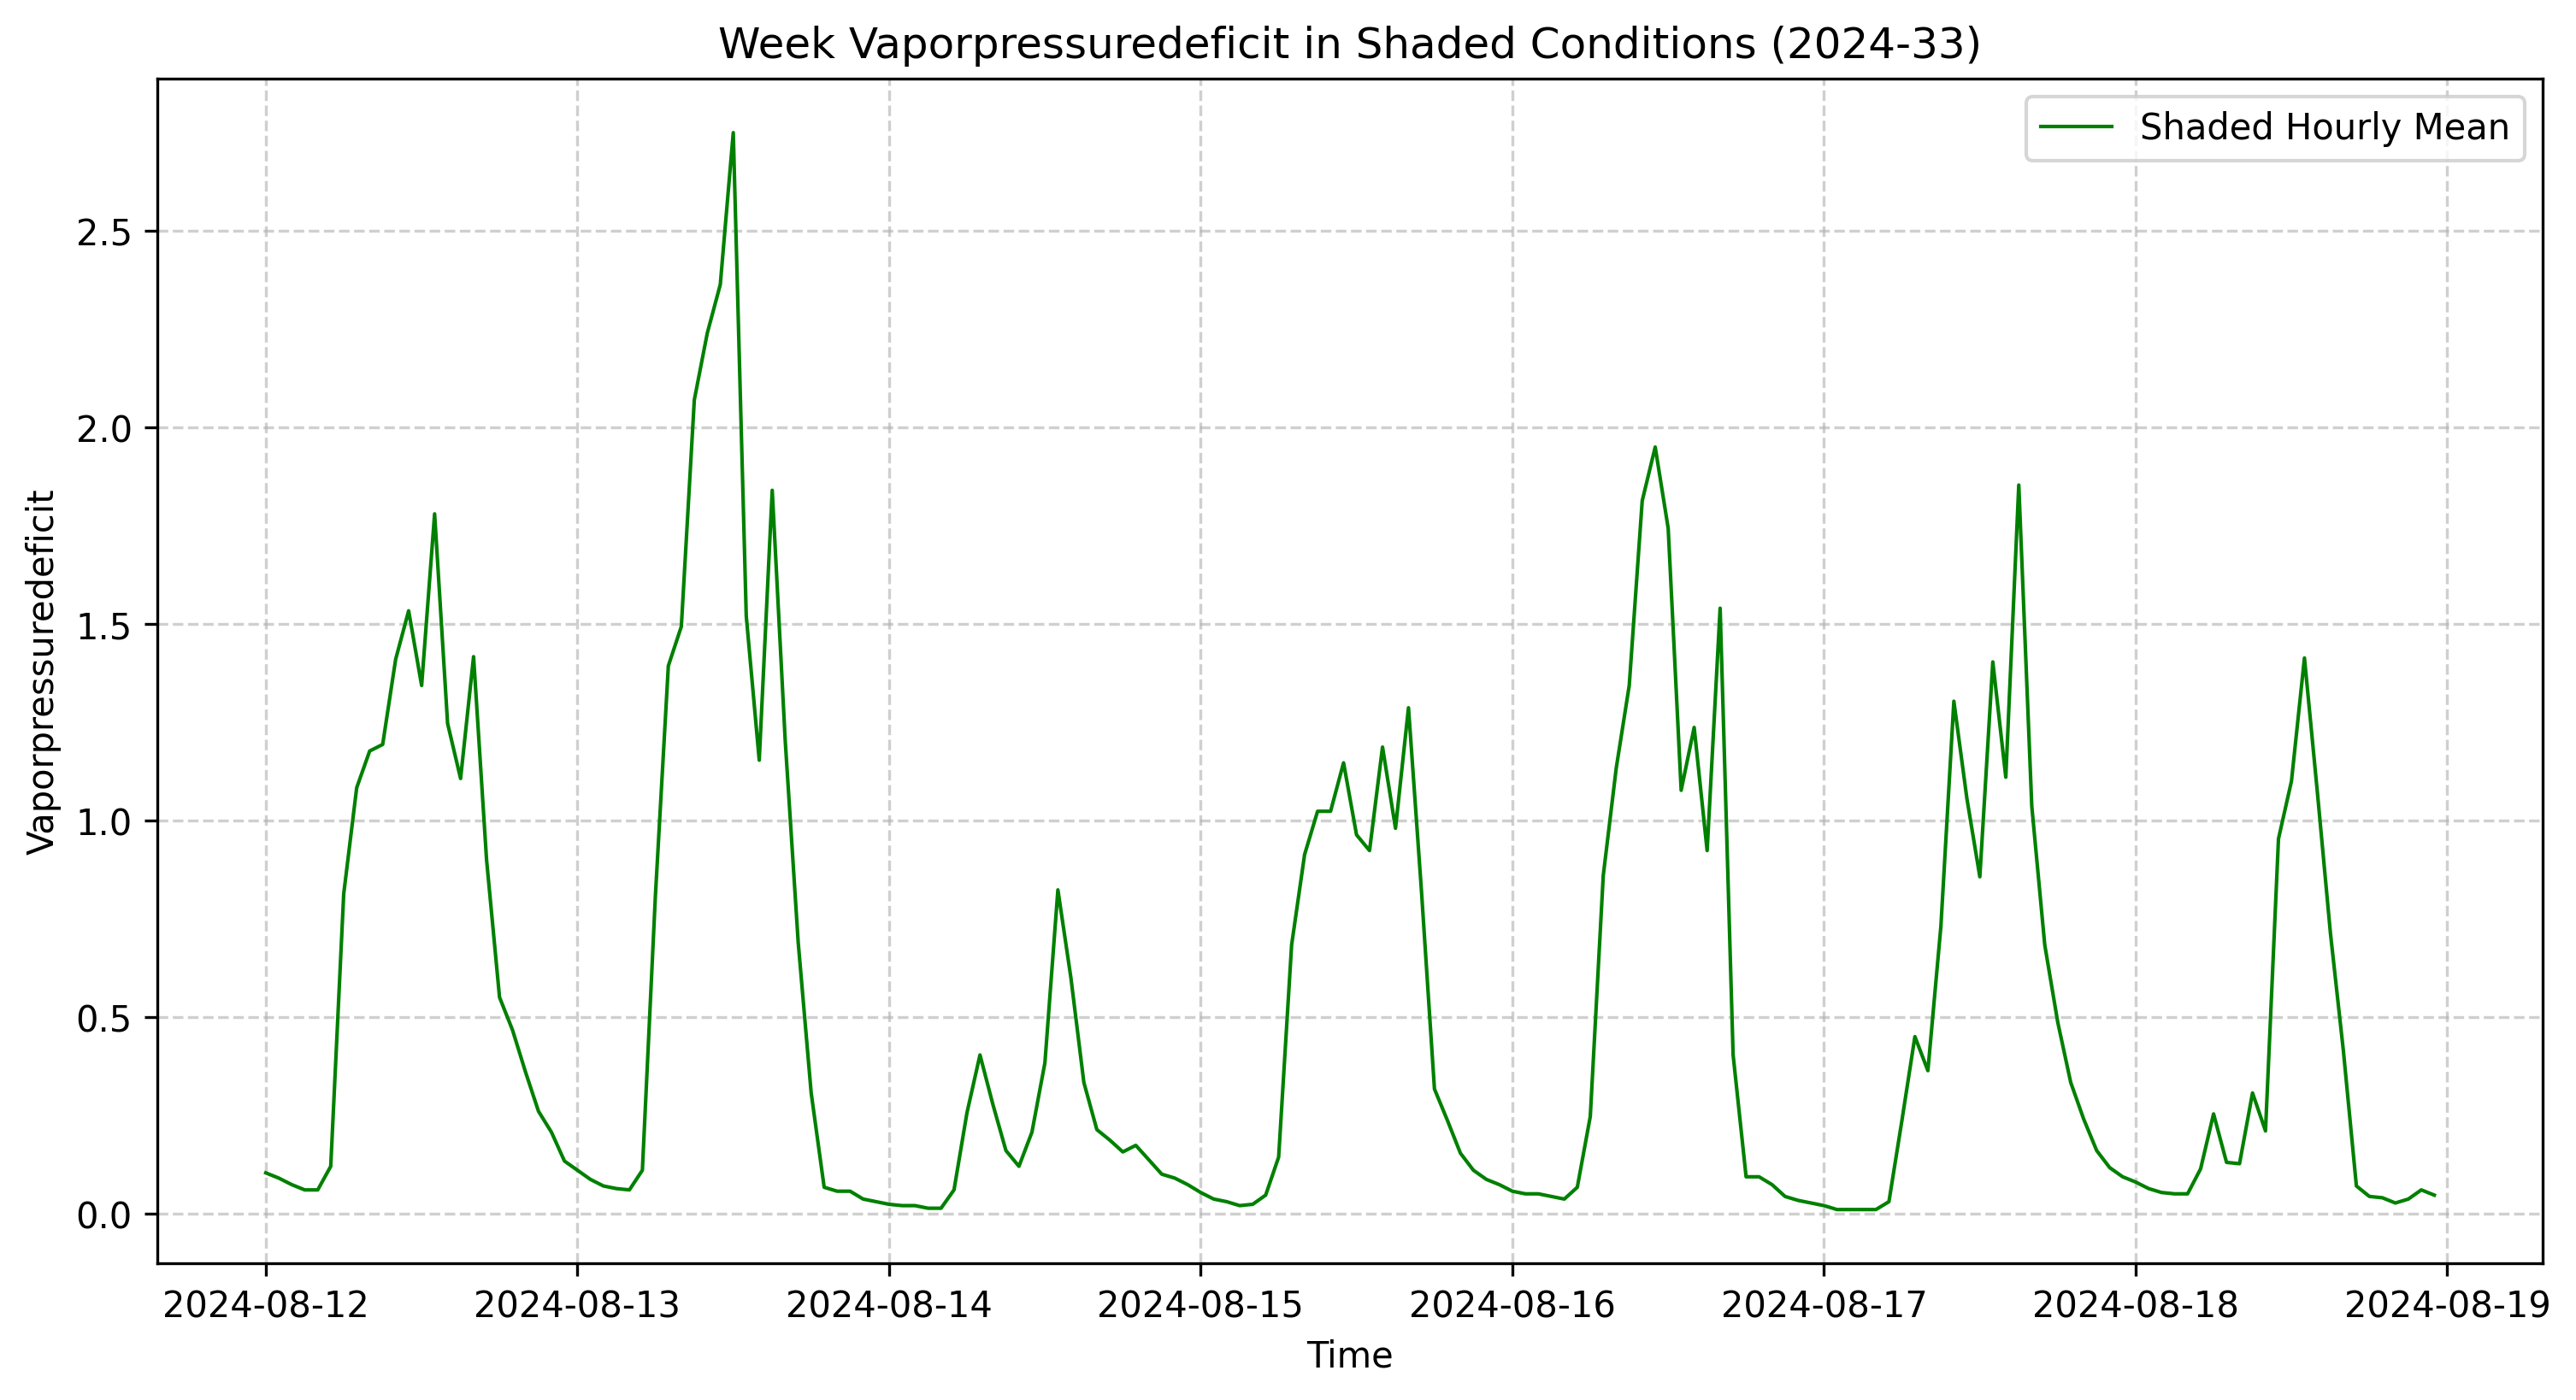 Week Vaporpressuredeficit in Shaded Conditions (2024-33)
Shaded Hourly Mean
Vaporpressuredeficit
2.5
2.0
1.5
1.0
0.5
0.0
2024-08-12 2024-08-13 2024-08-14 2024-08-15 2024-08-16 2024-08-17 2024-08-18 2024-08-19
Time